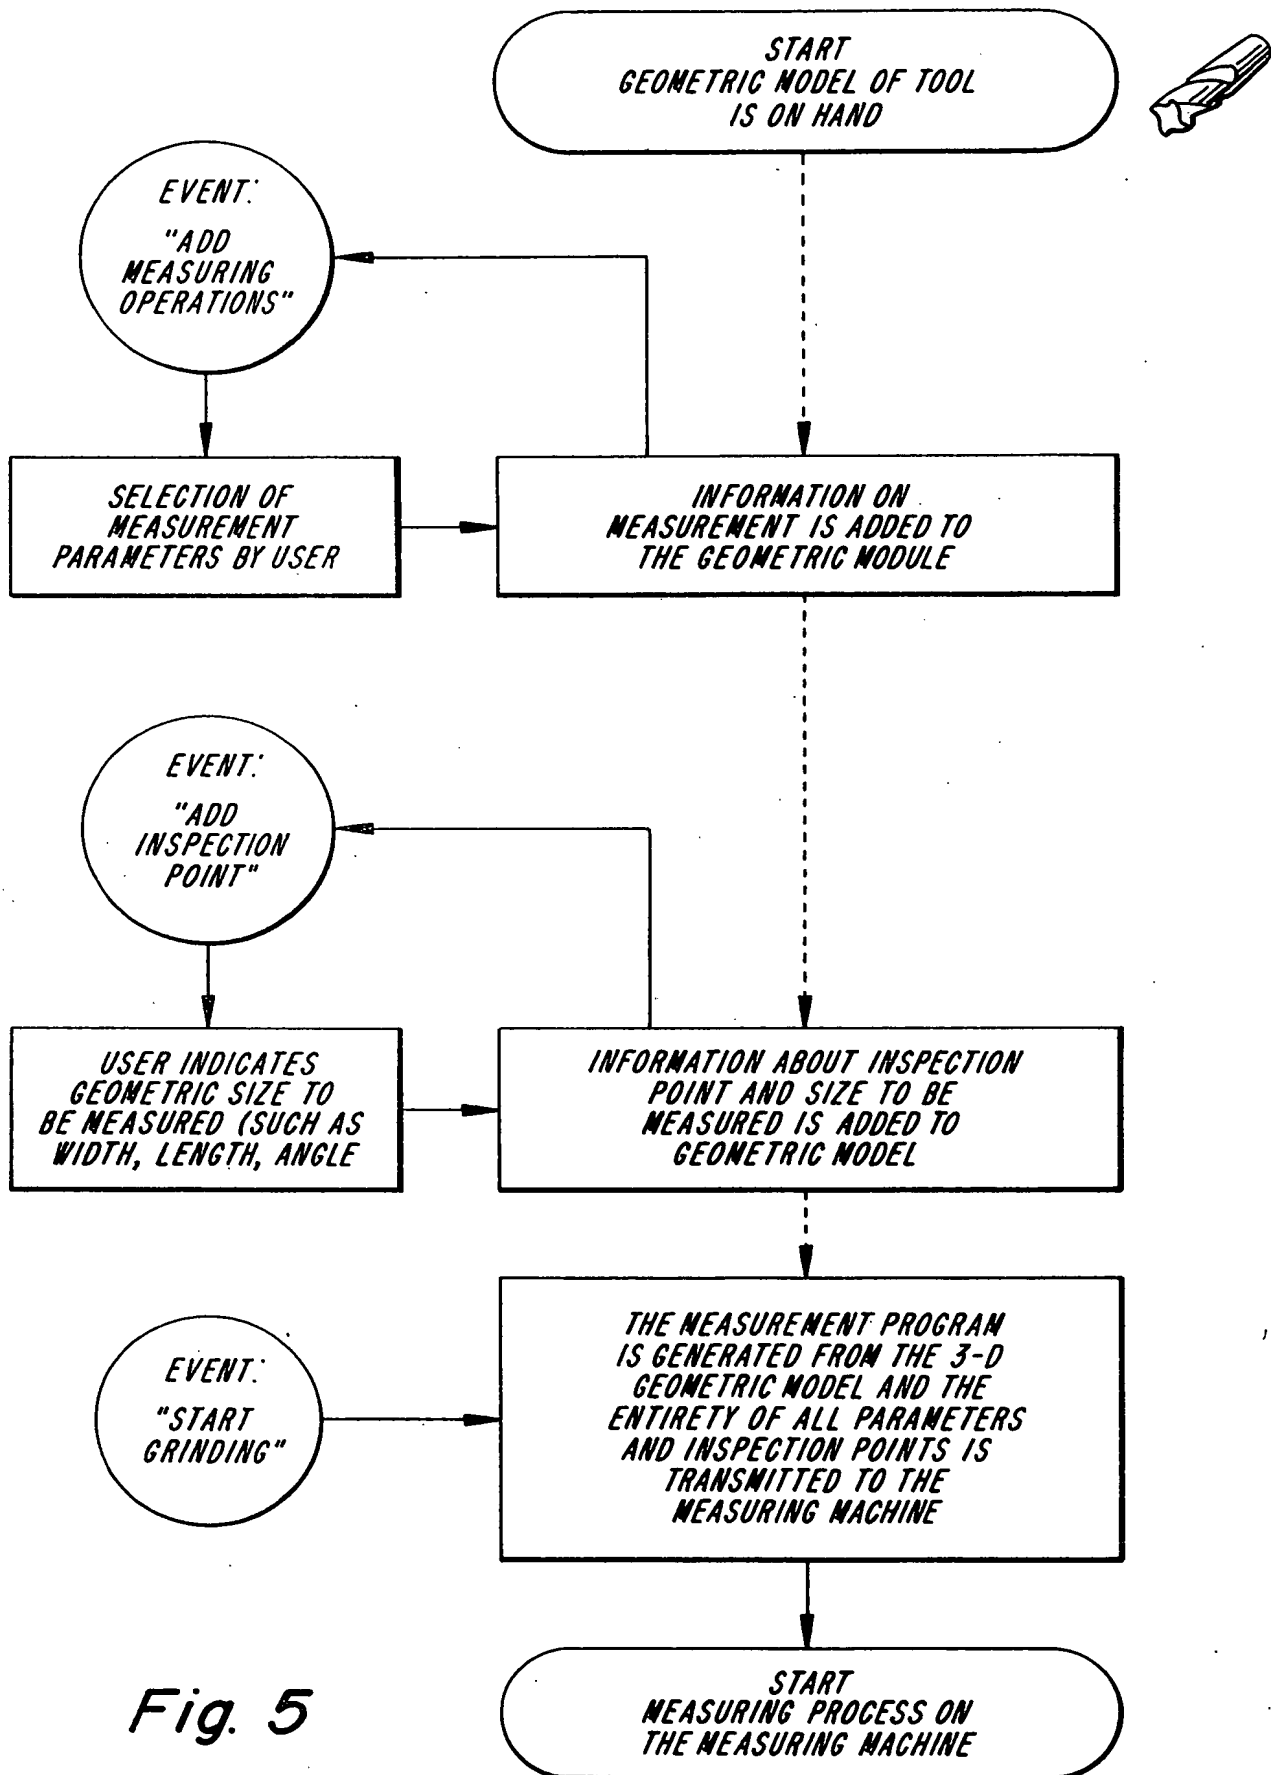 START
GEOMETRIC MODEL OF TOOL
IS ON HAND
EVENT:
"ADD
MEASURING
OPERATIONS"
SELECTION OF
MEASUREMENT
PARAMETERS BY USER
INFORMATION ON
MEASUREMENT IS ADDED TO
THE GEOMETRIC MODULE
EVENT:
"ADD
INSPECTION
POINT"
USER INDICATES
GEOMETRIC SIZE TO
BE MEASURED (SUCH AS
WIDTH, LENGTH, ANGLE
INFORMATION ABOUT INSPECTION
POINT AND SIZE TO BE
MEASURED IS ADDED TO
GEOMETRIC MODEL
EVENT:
"START
GRINDING"
THE MEASUREMENT PROGRAM
IS GENERATED FROM THE 3-D
GEOMETRIC MODEL AND THE
ENTIRETY OF ALL PARAMETERS
AND INSPECTION POINTS IS
TRANSMITTED TO THE
MEASURING MACHINE
START
MEASURING PROCESS ON
THE MEASURING MACHINE
Fig. 5